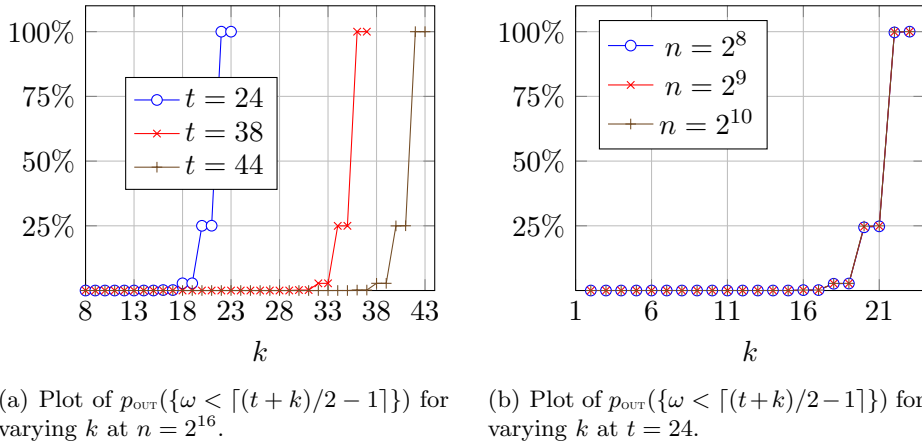 100%
75%
50%
25%
t = 24
t = 38
t = 44
8 13 18 23 28 33 38 43
k
100%
75%
50%
25%
n = 2^8
n = 2^9
n = 2^10
1 6 11 16 21
k
(a) Plot of p_OUT({ω < ⌈(t + k)/2 − 1⌉}) for
varying k at n = 2^16.
(b) Plot of p_OUT({ω < ⌈(t+k)/2−1⌉}) for
varying k at t = 24.